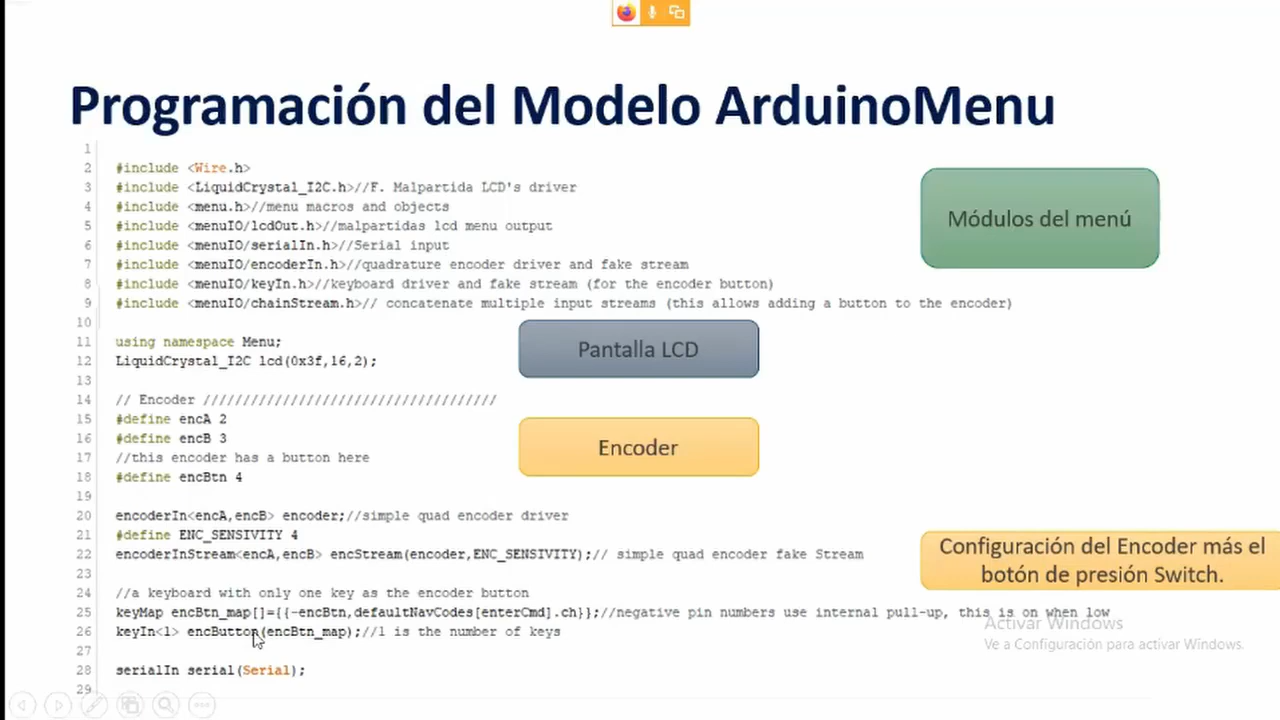 Programación del Modelo ArduinoMenu
1
2 #include <Wire.h>
3 #include <LiquidCrystal_I2C.h>//F. Malpartida LCD's driver
4 #include <menu.h>//menu macros and objects
5 #include <menuIO/lcdOut.h>//malpartidas lcd menu output
6 #include <menuIO/serialIn.h>//Serial input
7 #include <menuIO/encoderIn.h>//quadrature encoder driver and fake stream
8 #include <menuIO/keyIn.h>//keyboard driver and fake stream (for the encoder button)
9 #include <menuIO/chainStream.h>// concatenate multiple input streams (this allows adding a button to the encoder)
10
11 using namespace Menu;
12 LiquidCrystal_I2C lcd(0x3f,16,2);
13
14 // Encoder /////////////////////////////////////
15 #define encA 2
16 #define encB 3
17 //this encoder has a button here
18 #define encBtn 4
19
20 encoderIn<encA,encB> encoder;//simple quad encoder driver
21 #define ENC_SENSIVITY 4
22 encoderInStream<encA,encB> encStream(encoder,ENC_SENSIVITY);// simple quad encoder fake Stream
23
24 //a keyboard with only one key as the encoder button
25 keyMap encBtn_map[]={{-encBtn,defaultNavCodes[enterCmd].ch}};//negative pin numbers use internal pull-up, this is on when low
26 keyIn<1> encButton(encBtn_map);//1 is the number of keys
27
28 serialIn serial(Serial);
29
Módulos del menú
Pantalla LCD
Encoder
Configuración del Encoder más el
botón de presión Switch.
Activar Windows
Ve a Configuración para activar Windows.